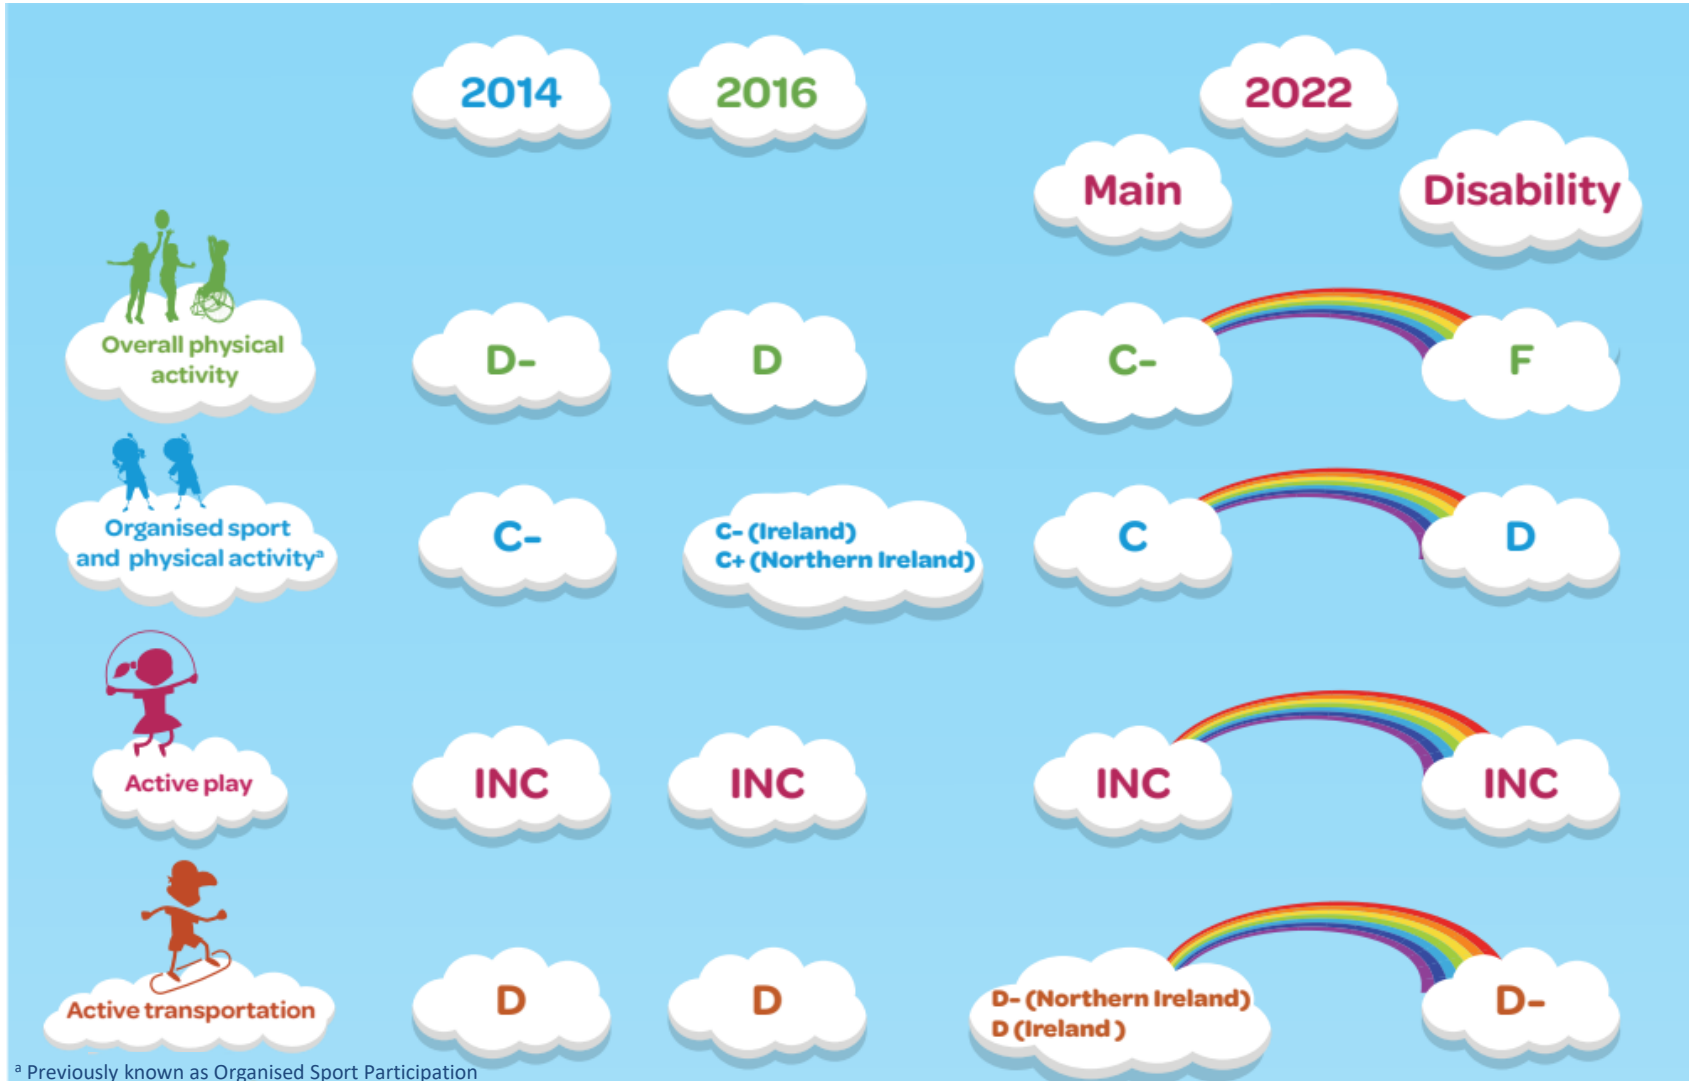 2014
2016
2022
Main
Disability
Overall physical
activity
D-
D
C-
F
Organised sport
and physical activityᵃ
C-
C- (Ireland)
C+ (Northern Ireland)
C
D
Active play
INC
INC
INC
INC
Active transportation
D
D
D- (Northern Ireland)
D (Ireland )
D-
ᵃ Previously known as Organised Sport Participation